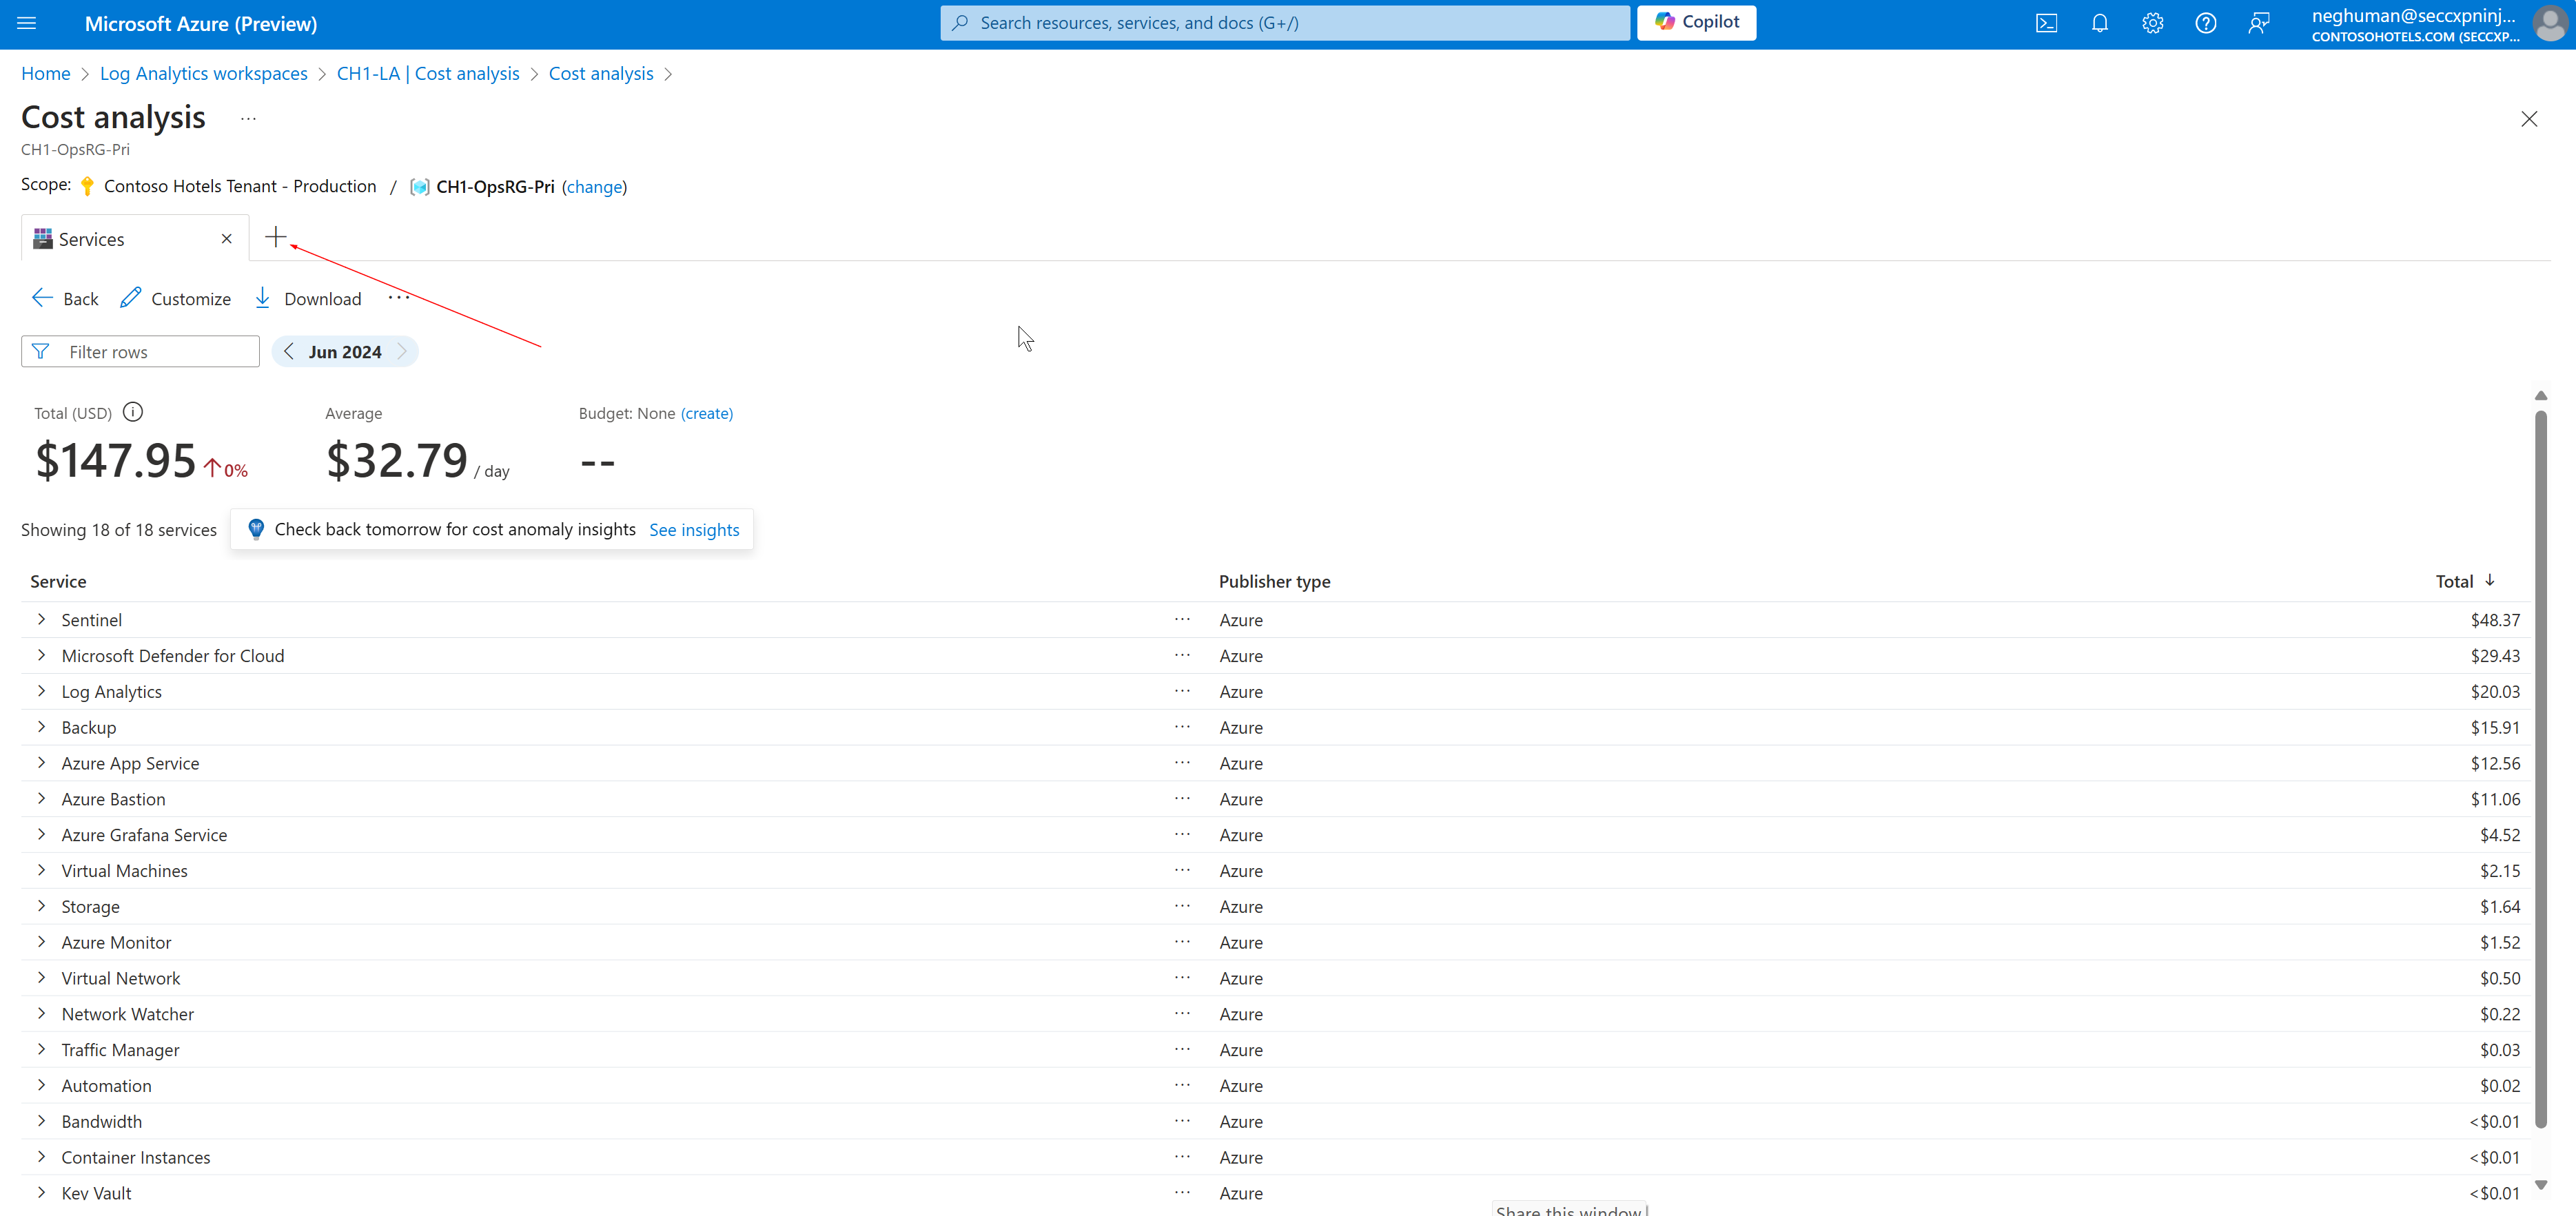 Microsoft Azure (Preview)
Search resources, services, and docs (G+/)
Copilot
neghuman@seccxpninj...
CONTOSOHOTELS.COM (SECCXP...
Home > Log Analytics workspaces > CH1-LA | Cost analysis > Cost analysis >
Cost analysis ...
CH1-OpsRG-Pri
Scope: Contoso Hotels Tenant - Production / CH1-OpsRG-Pri (change)
Services
Back Customize Download ...
Filter rows
Jun 2024
Total (USD) Average Budget: None (create)
$147.95 ↑0% $32.79 / day --
Showing 18 of 18 services Check back tomorrow for cost anomaly insights See insights
Service Publisher type Total ↓
Sentinel ... Azure $48.37
Microsoft Defender for Cloud ... Azure $29.43
Log Analytics ... Azure $20.03
Backup ... Azure $15.91
Azure App Service ... Azure $12.56
Azure Bastion ... Azure $11.06
Azure Grafana Service ... Azure $4.52
Virtual Machines ... Azure $2.15
Storage ... Azure $1.64
Azure Monitor ... Azure $1.52
Virtual Network ... Azure $0.50
Network Watcher ... Azure $0.22
Traffic Manager ... Azure $0.03
Automation ... Azure $0.02
Bandwidth ... Azure <$0.01
Container Instances ... Azure <$0.01
Key Vault ... Azure <$0.01
Share this window